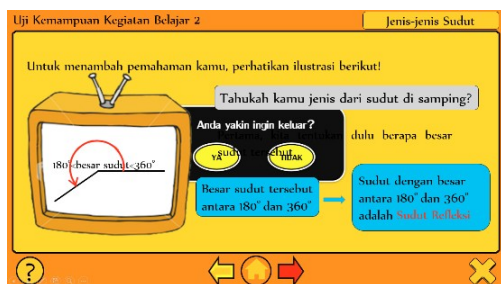 Uji Kemampuan Kegiatan Belajar 2
Jenis-jenis Sudut
Untuk menambah pemahaman kamu, perhatikan ilustrasi berikut!
Tahukah kamu jenis dari sudut di samping?
Anda yakin ingin keluar?
dulu berapa besar
sudut tersebut
YA
TIDAK
180°<besar sudut<360°
Besar sudut tersebut
antara 180° dan 360°
Sudut dengan besar
antara 180° dan 360°
adalah Sudut Refleksi
?